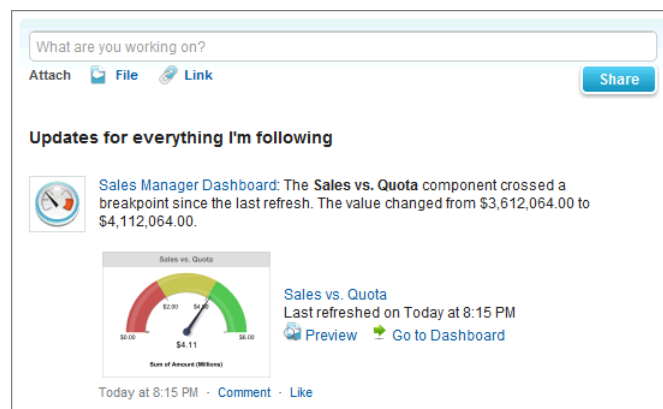 What are you working on?
Attach File Link
Share
Updates for everything I'm following
Sales Manager Dashboard: The Sales vs. Quota component crossed a
breakpoint since the last refresh. The value changed from $3,612,064.00 to
$4,112,064.00.
Sales vs. Quota
$2.00 $4.00
$0.00 $6.00
$4.11
Sum of Amount (Millions)
Sales vs. Quota
Last refreshed on Today at 8:15 PM
Preview Go to Dashboard
Today at 8:15 PM · Comment · Like